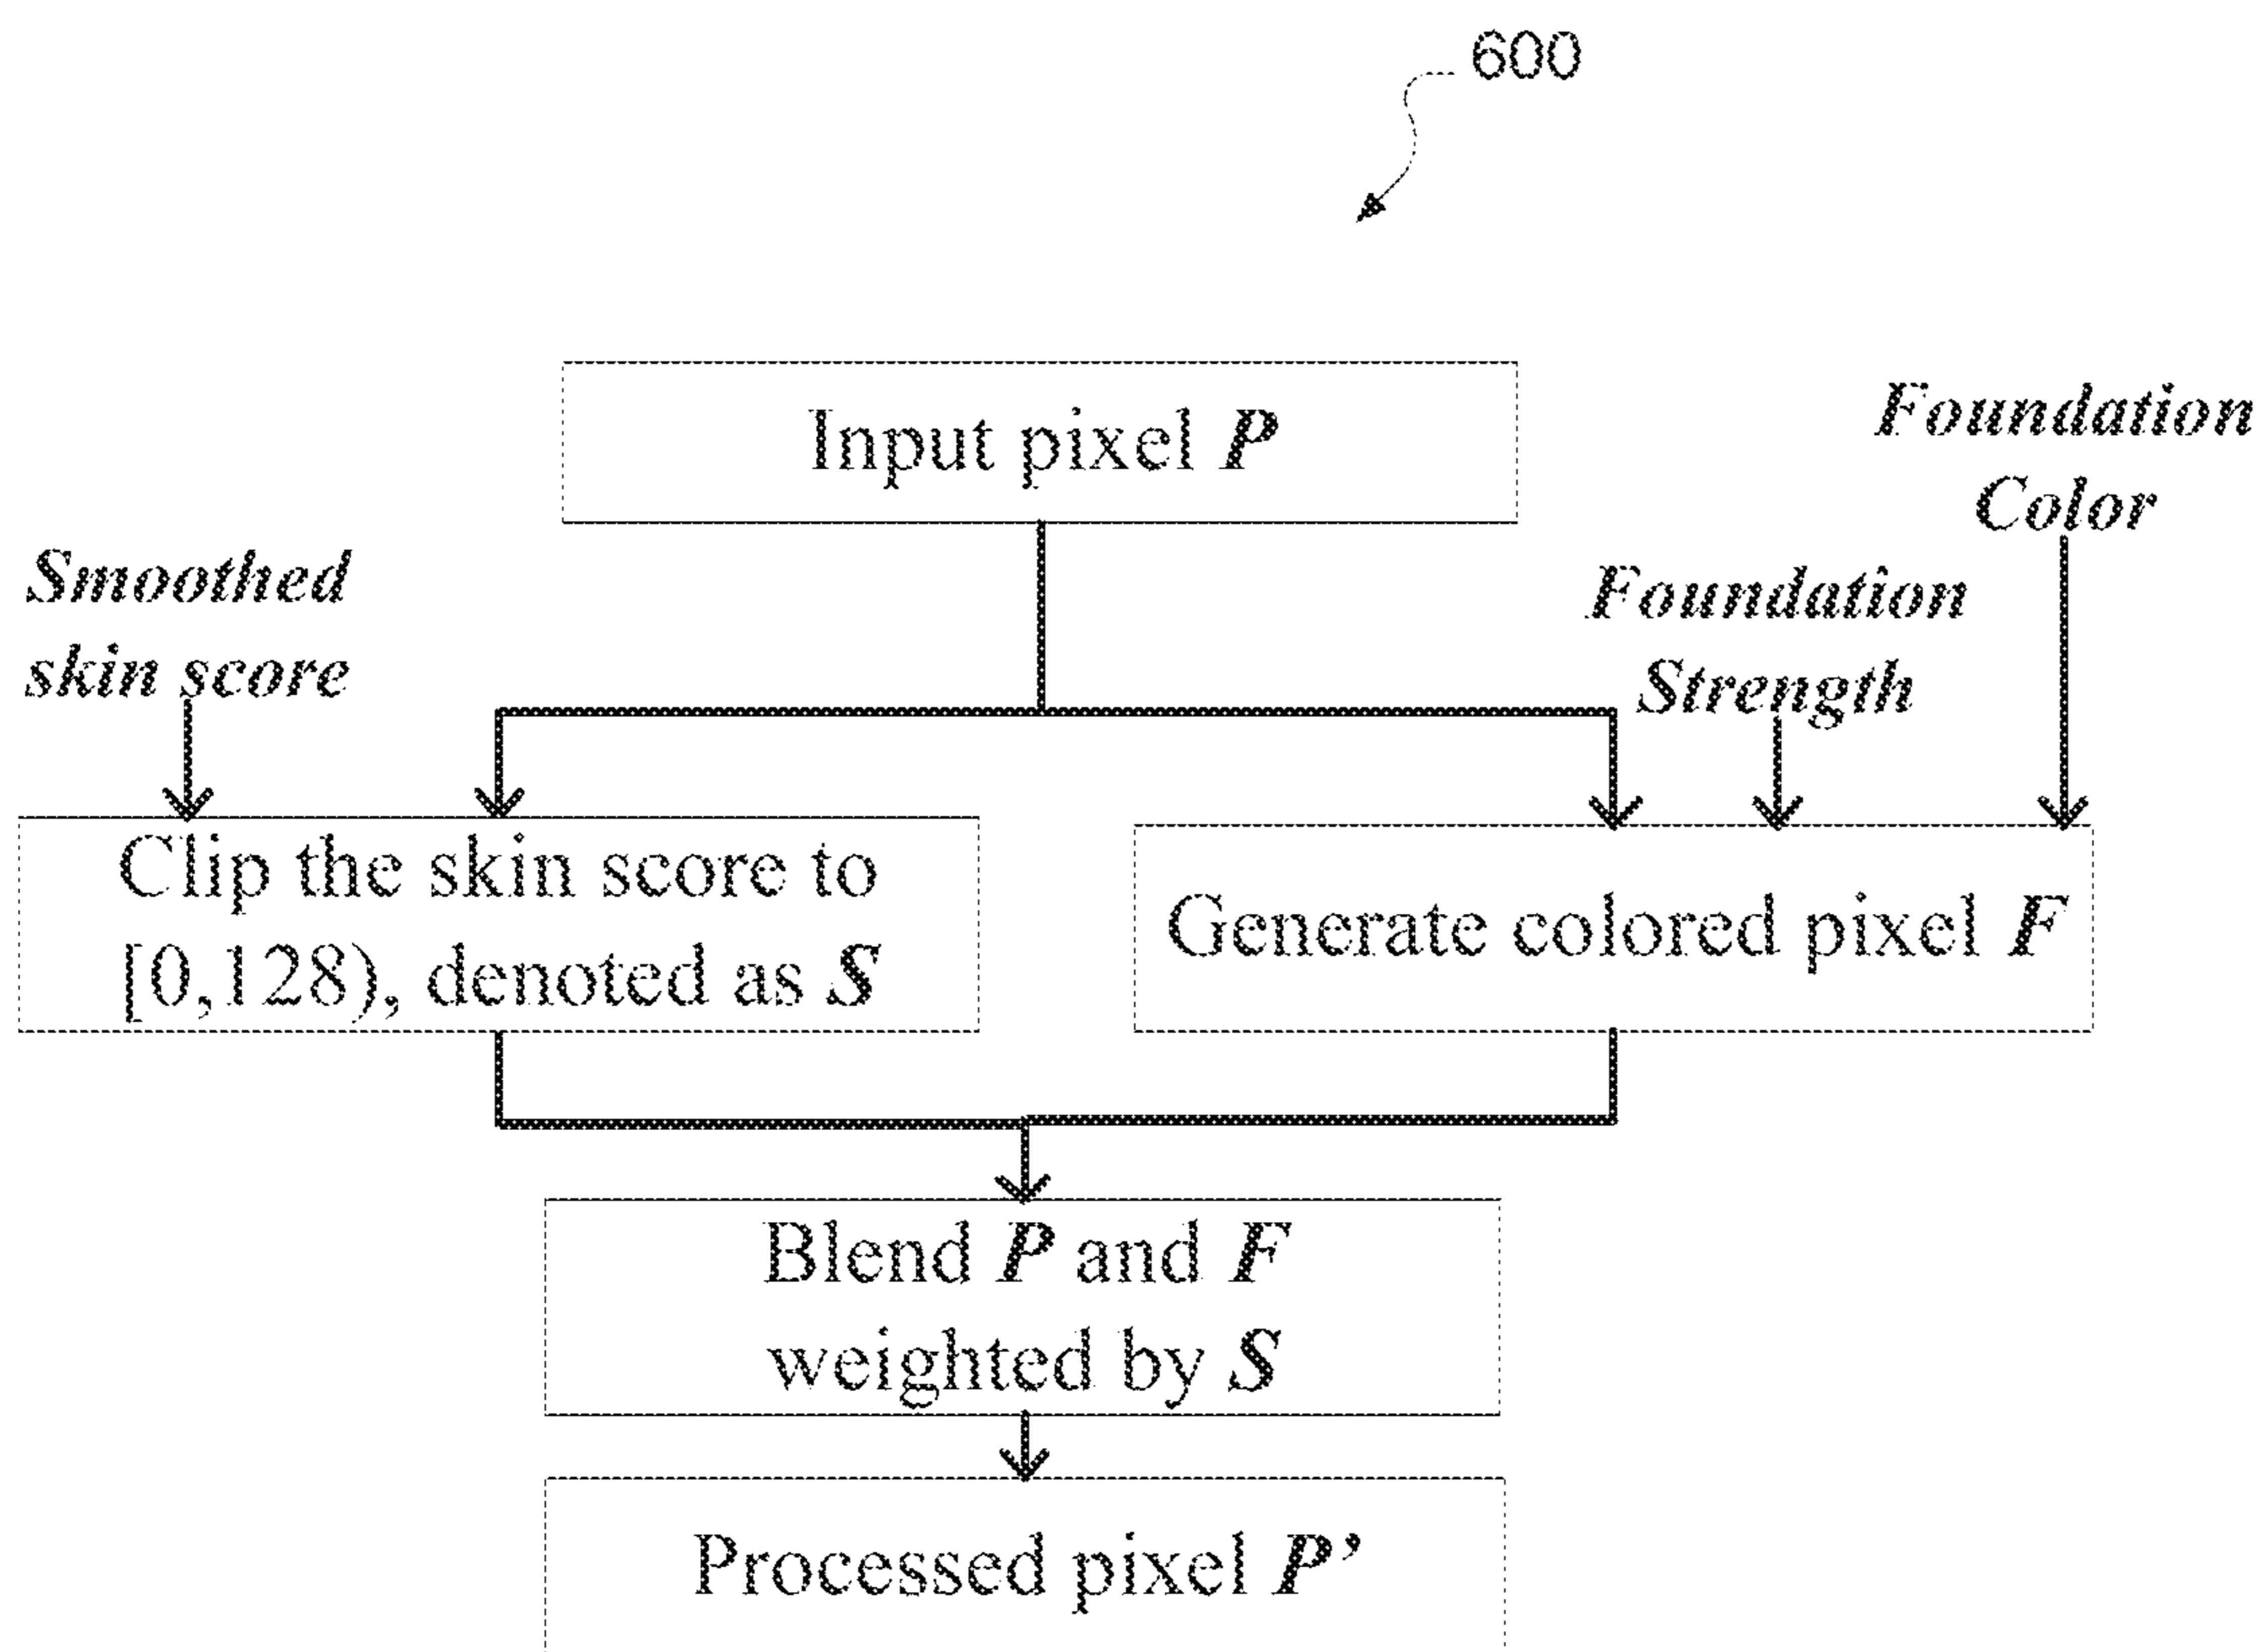 600
Input pixel P
Foundation
Color
Smoothed
skin score
Foundation
Strength
Clip the skin score to
[0,128), denoted as S
Generate colored pixel F
Blend P and F
weighted by S
Processed pixel P’